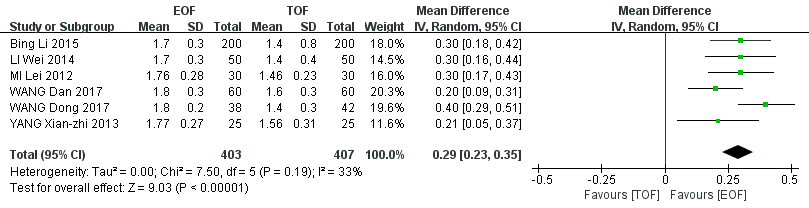 EOF TOF Mean Difference Mean Difference
Study or Subgroup Mean SD Total Mean SD Total Weight IV, Random, 95% CI IV, Random, 95% CI
Bing Li 2015 1.7 0.3 200 1.4 0.8 200 18.0% 0.30 [0.18, 0.42]
LI Wei 2014 1.7 0.3 50 1.4 0.4 50 14.5% 0.30 [0.16, 0.44]
MI Lei 2012 1.76 0.28 30 1.46 0.23 30 16.0% 0.30 [0.17, 0.43]
WANG Dan 2017 1.8 0.3 60 1.6 0.3 60 20.3% 0.20 [0.09, 0.31]
WANG Dong 2017 1.8 0.2 38 1.4 0.3 42 19.6% 0.40 [0.29, 0.51]
YANG Xian-zhi 2013 1.77 0.27 25 1.56 0.31 25 11.6% 0.21 [0.05, 0.37]
Total (95% CI) 403 407 100.0% 0.29 [0.23, 0.35]
Heterogeneity: Tau² = 0.00; Chi² = 7.50, df = 5 (P = 0.19); I² = 33%
Test for overall effect: Z = 9.03 (P < 0.00001)
-0.5 -0.25 0 0.25 0.5
Favours [TOF] Favours [EOF]